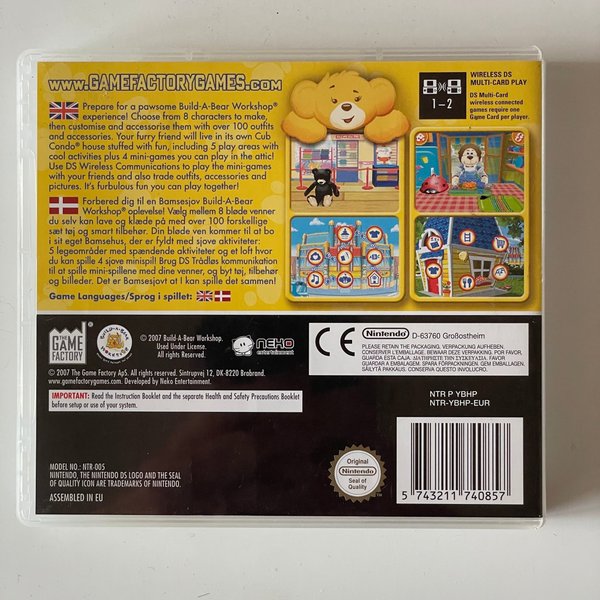 WWW.GAMEFACTORYGAMES.COM
Prepare for a pawsome Build-A-Bear Workshop®
experience! Choose from 8 characters to make,
then customise and accessorise them with over 100 outfits
and accessories. Your furry friend will live in its own Cub
Condo® house stuffed with fun, including 5 play areas with
cool activities plus 4 mini-games you can play in the attic!
Use DS Wireless Communications to play the mini-games
with your friends and also trade outfits, accessories and
pictures. It's furbulous fun you can play together!
Forbered dig til en Bamsesjov Build-A-Bear
Workshop® oplevelse! Vælg mellem 8 bløde venner
du selv kan lave og klæde på med over 100 forskellige
sæt tøj og smart tilbehør. Din bløde ven kommer til at bo
i sit eget Bamsehus, der er fyldt med sjove aktiviteter:
5 legeområder med spændende aktiviteter og et loft hvor
du kan spille 4 sjove minispil! Brug DS Trådløs kommunikation
til at spille mini-spillene med dine venner, og byt tøj, tilbehør
og billeder. Det er Bamsesjovt at I kan spille det sammen!
Game Languages/Sprog i spillet:
1–2
WIRELESS DS
MULTI-CARD PLAY
DS Multi-Card
wireless connected
games require one
Game Card per player.
THE
GAME
FACTORY
BUILD-A-BEAR
WORKSHOP
© 2007 Build-A-Bear Workshop.
Used Under License.
All rights Reserved.
NEKO
entertainment
© 2007 The Game Factory ApS. All rights reserved. Sintrupvej 12, DK-8220 Brabrand.
www.gamefactorygames.com. Developed by Neko Entertainment.
IMPORTANT: Read the Instruction Booklet and the separate Health and Safety Precautions Booklet
before setup or use of your system.
MODEL NO.: NTR-005
NINTENDO, THE NINTENDO DS LOGO AND THE SEAL
OF QUALITY ICON ARE TRADEMARKS OF NINTENDO.
ASSEMBLED IN EU
CE
Nintendo D-63760 Großostheim
PLEASE RETAIN THE PACKAGING. VERPACKUNG AUFHEBEN.
CONSERVER L'EMBALLAGE. BEWAAR DEZE VERPAKKING. POR FAVOR,
GUARDE ESTA CAJA. ΔΙΑΤΗΡΗΣΤΕ ΤΗΝ ΣΥΣΚΕΥΑΣΙΑ. POR FAVOR
GUARDAR A EMBALAGEM. SPARA FÖRPACKNINGEN. GEM EMBALLAGEN.
SÄILYTÄ PAKKAUS. CONSERVARE QUESTO INVOLUCRO.
NTR P YBHP
NTR-YBHP-EUR
Original
Nintendo
Seal of
Quality
5 743211 740857